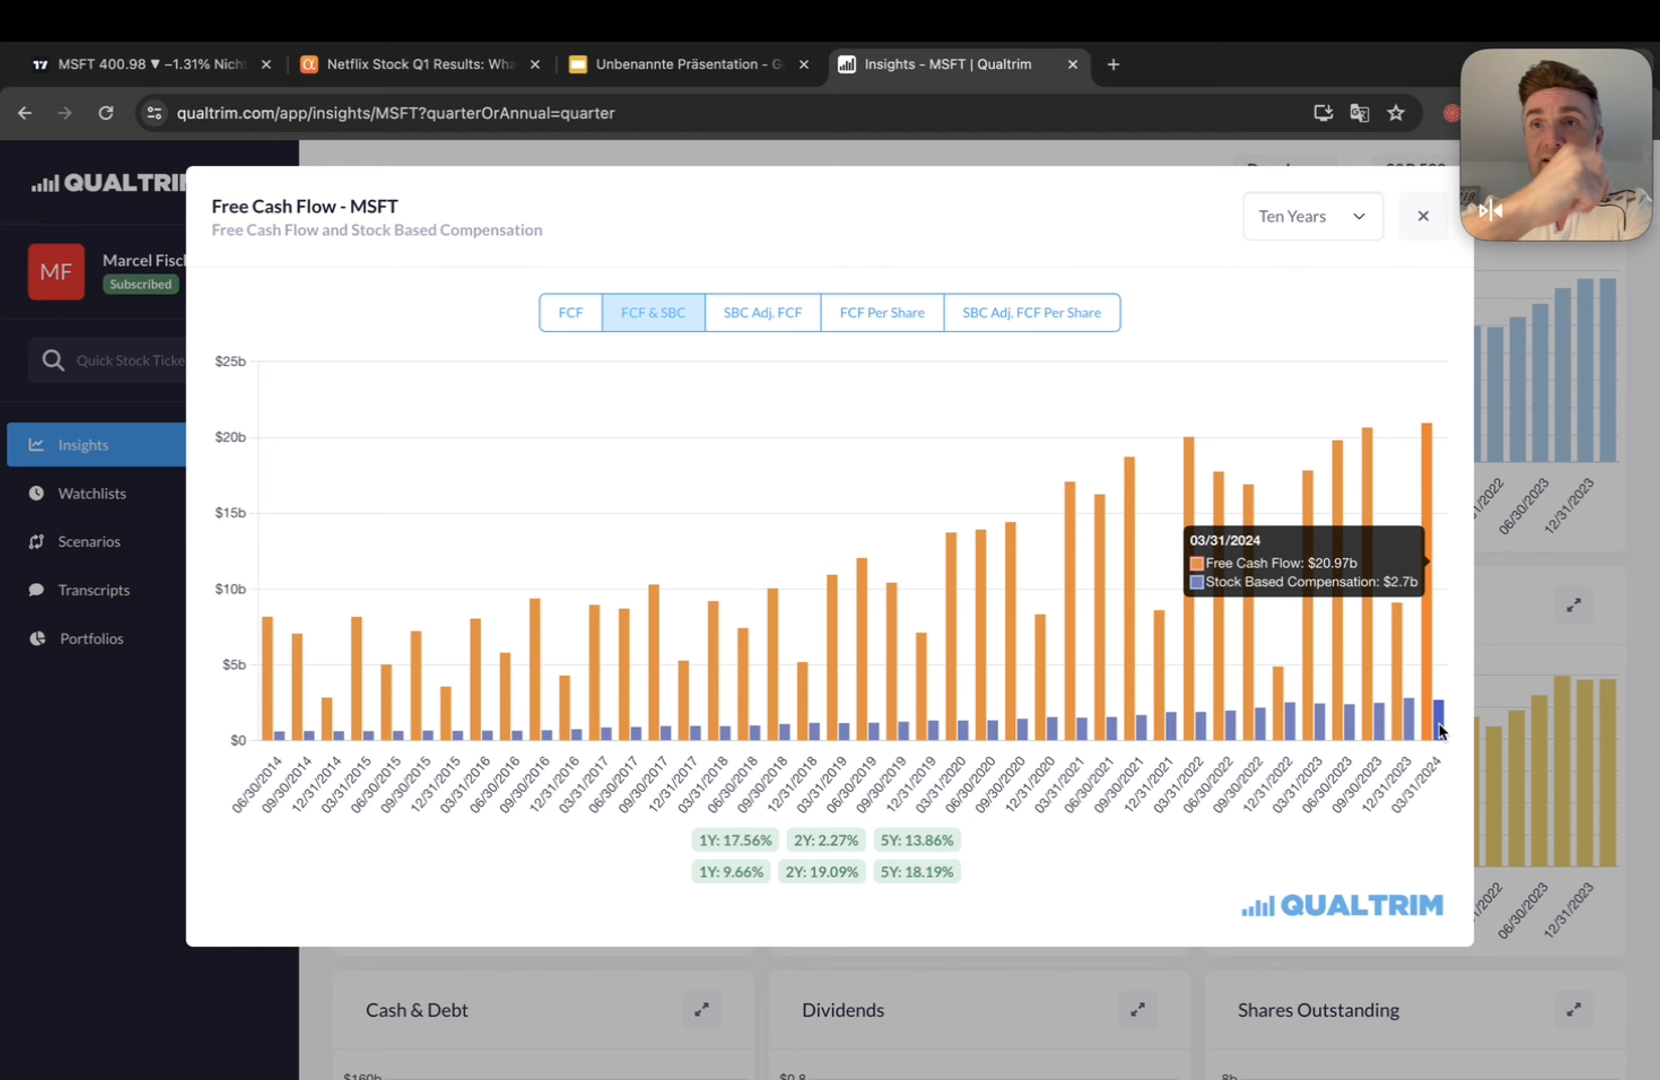 MSFT 400.98 ▼ −1.31% Nich
Netflix Stock Q1 Results: Wha
Unbenannte Präsentation - G
Insights - MSFT | Qualtrim
qualtrim.com/app/insights/MSFT?quarterOrAnnual=quarter
QUALTRI
MF
Marcel Fisc
Subscribed
Quick Stock Ticke
Insights
Watchlists
Scenarios
Transcripts
Portfolios
Free Cash Flow - MSFT
Free Cash Flow and Stock Based Compensation
Ten Years
FCF
FCF & SBC
SBC Adj. FCF
FCF Per Share
SBC Adj. FCF Per Share
$25b
$20b
$15b
$10b
$5b
$0
03/31/2024
Free Cash Flow: $20.97b
Stock Based Compensation: $2.7b
06/30/2014
09/30/2014
12/31/2014
03/31/2015
06/30/2015
09/30/2015
12/31/2015
03/31/2016
06/30/2016
09/30/2016
12/31/2016
03/31/2017
06/30/2017
09/30/2017
12/31/2017
03/31/2018
06/30/2018
09/30/2018
12/31/2018
03/31/2019
06/30/2019
09/30/2019
12/31/2019
03/31/2020
06/30/2020
09/30/2020
12/31/2020
03/31/2021
06/30/2021
09/30/2021
12/31/2021
03/31/2022
06/30/2022
09/30/2022
12/31/2022
03/31/2023
06/30/2023
09/30/2023
12/31/2023
03/31/2024
1Y: 17.56%
2Y: 2.27%
5Y: 13.86%
1Y: 9.66%
2Y: 19.09%
5Y: 18.19%
QUALTRIM
1/2022
06/30/2023
12/31/2023
/2022
06/30/2023
12/31/2023
Cash & Debt
Dividends
Shares Outstanding
$160b
$0.8
8b